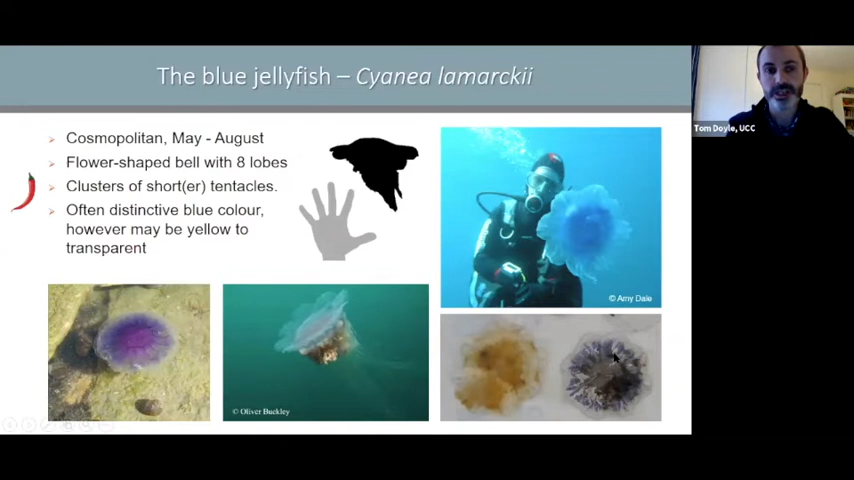 The blue jellyfish – Cyanea lamarckii
Tom Doyle, UCC
Cosmopolitan, May - August
Flower-shaped bell with 8 lobes
Clusters of short(er) tentacles.
Often distinctive blue colour,
however may be yellow to
transparent
© Amy Dale
© Oliver Buckley